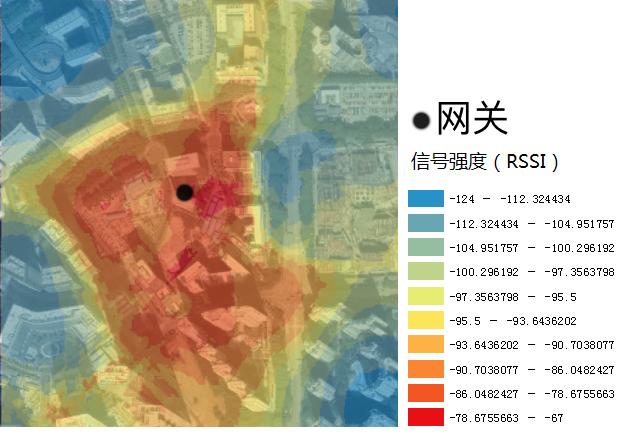 网关
信号强度（RSSI）
-124 — -112.324434
-112.324434 — -104.951757
-104.951757 — -100.296192
-100.296192 — -97.3563798
-97.3563798 — -95.5
-95.5 — -93.6436202
-93.6436202 — -90.7038077
-90.7038077 — -86.0482427
-86.0482427 — -78.6755663
-78.6755663 — -67